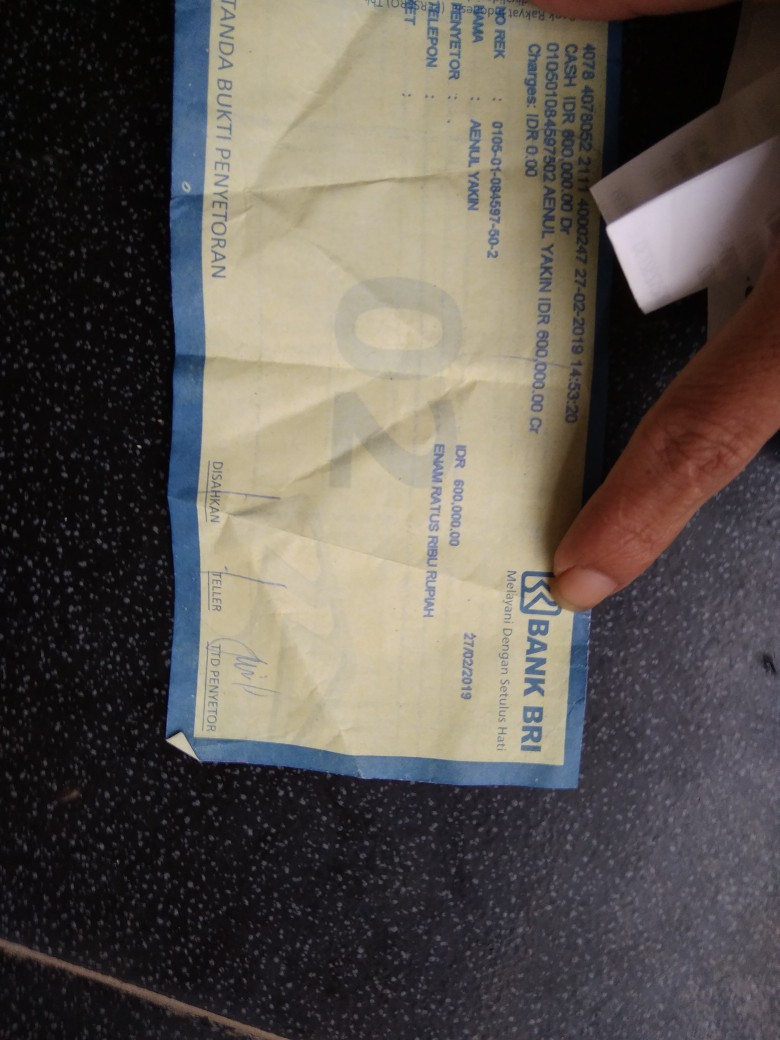 BANK BRI
Melayani Dengan Setulus Hati
4078 4078052 2111 4000247 27-02-2019 14:53:20
CASH IDR 600,000.00 Dr
010501084597502 AENUL YAKIN IDR 600,000.00 Cr
Charges: IDR 0.00
NO REK : 0105-01-084597-50-2
NAMA : AENUL YAKIN 27/02/2019
PENYETOR : . IDR 600,000.00
TELEPON : ENAM RATUS RIBU RUPIAH
KET :
02
TANDA BUKTI PENYETORAN DISAHKAN TELLER TTD PENYETOR